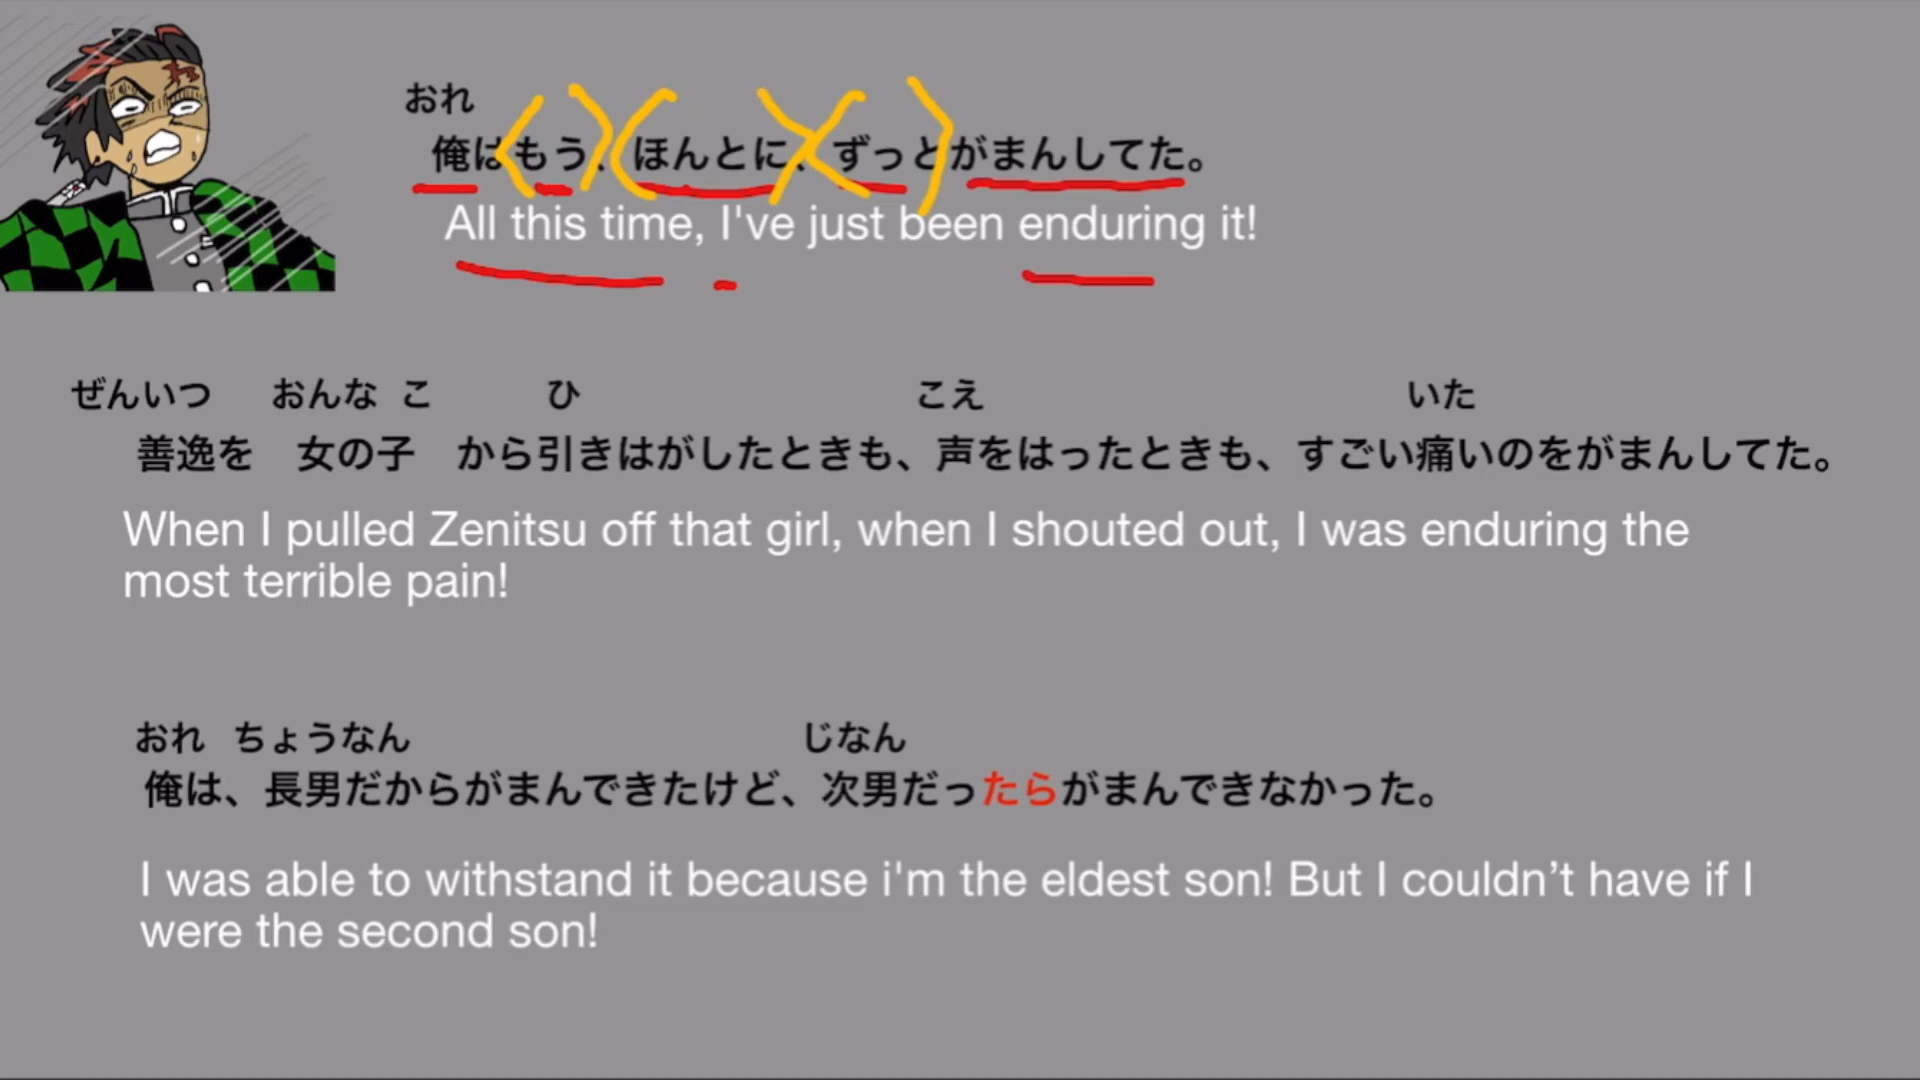 おれ
俺はもう、ほんとに、ずっとがまんしてた。
All this time, I've just been enduring it!
ぜんいつ おんな こ ひ こえ いた
善逸を 女の子 から引きはがしたときも、声をはったときも、すごい痛いのをがまんしてた。
When I pulled Zenitsu off that girl, when I shouted out, I was enduring the
most terrible pain!
おれ ちょうなん じなん
俺は、長男だからがまんできたけど、次男だったらがまんできなかった。
I was able to withstand it because i'm the eldest son! But I couldn’t have if I
were the second son!